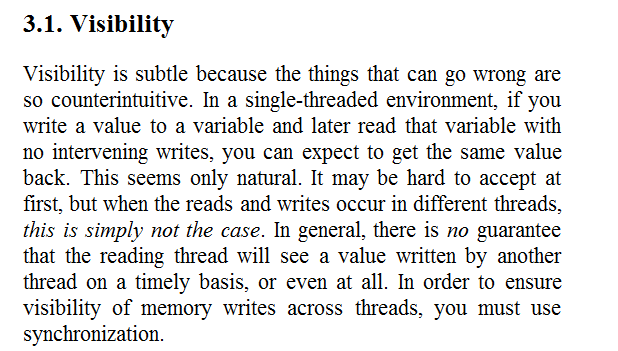 3.1. Visibility
Visibility is subtle because the things that can go wrong are
so counterintuitive. In a single-threaded environment, if you
write a value to a variable and later read that variable with
no intervening writes, you can expect to get the same value
back. This seems only natural. It may be hard to accept at
first, but when the reads and writes occur in different threads,
this is simply not the case. In general, there is no guarantee
that the reading thread will see a value written by another
thread on a timely basis, or even at all. In order to ensure
visibility of memory writes across threads, you must use
synchronization.